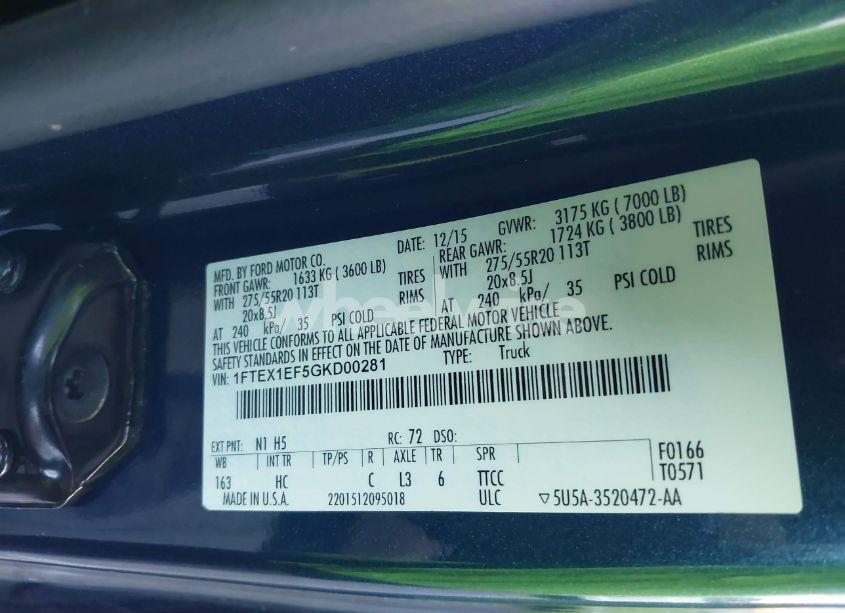 MFD. BY FORD MOTOR CO.
DATE: 12/15 GVWR: 3175 KG ( 7000 LB)
FRONT GAWR: 1633 KG ( 3600 LB) REAR GAWR: 1724 KG ( 3800 LB)
WITH 275/55R20 113T TIRES WITH 275/55R20 113T TIRES
20x8.5J RIMS 20x8.5J RIMS
AT 240 kPa/ 35 PSI COLD AT 240 kPa/ 35 PSI COLD
THIS VEHICLE CONFORMS TO ALL APPLICABLE FEDERAL MOTOR VEHICLE
SAFETY STANDARDS IN EFFECT ON THE DATE OF MANUFACTURE SHOWN ABOVE.
VIN: 1FTEX1EF5GKD00281 TYPE: Truck
EXT PNT: N1 H5 RC: 72 DSO:
WB INT TR TP/PS R AXLE TR SPR F0166
163 HC C L3 6 TTCC T0571
MADE IN U.S.A. 2201512095018 ULC ▽5U5A-3520472-AA